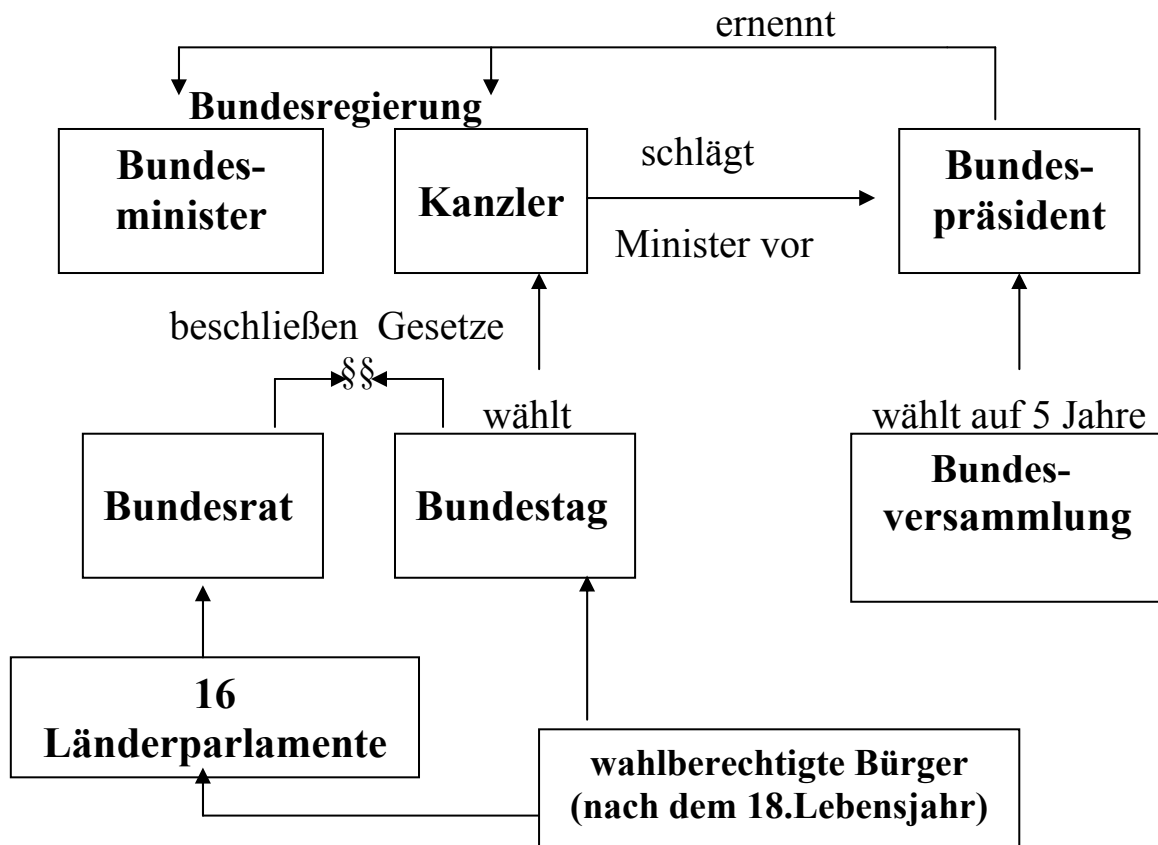 ernennt
Bundesregierung
Bundes-
minister
Kanzler
schlägt
Minister vor
Bundes-
präsident
beschließen Gesetze
§§
wählt
wählt auf 5 Jahre
Bundesrat
Bundestag
Bundes-
versammlung
16
Länderparlamente
wahlberechtigte Bürger
(nach dem 18.Lebensjahr)